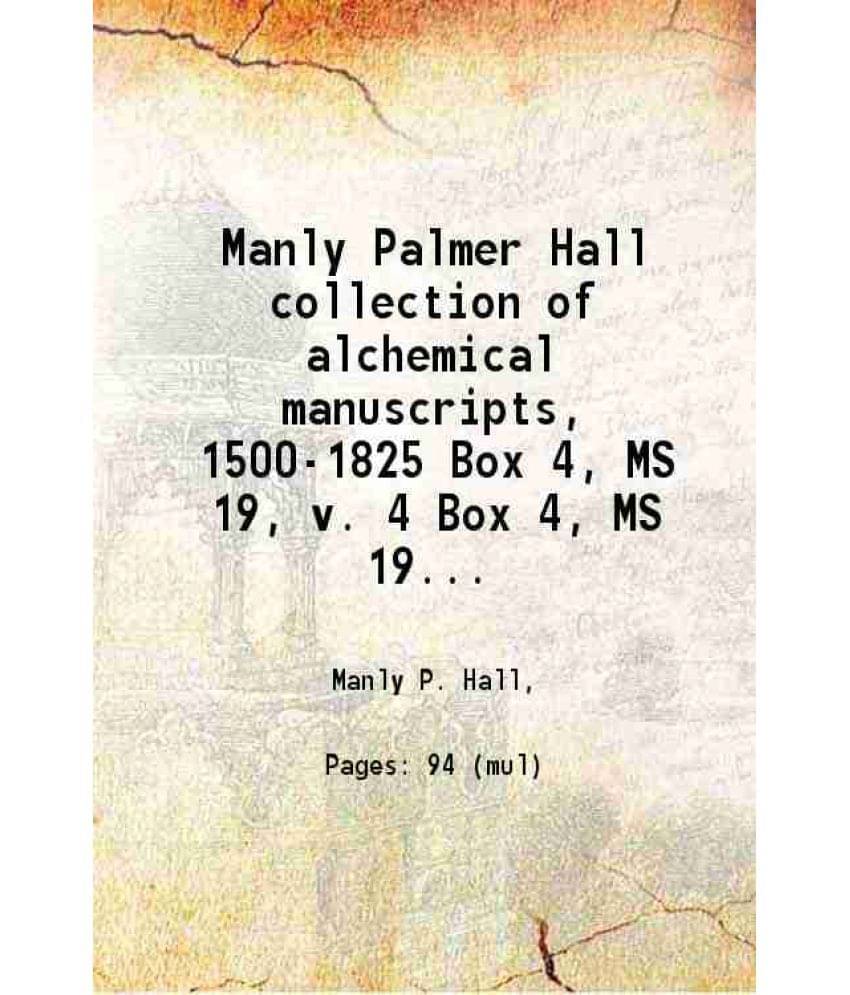 Manly Palmer Hall
collection of
alchemical
manuscripts,
1500-1825 Box 4, MS
19, v. 4 Box 4, MS
19...
Manly P. Hall,
Pages: 94 (mul)